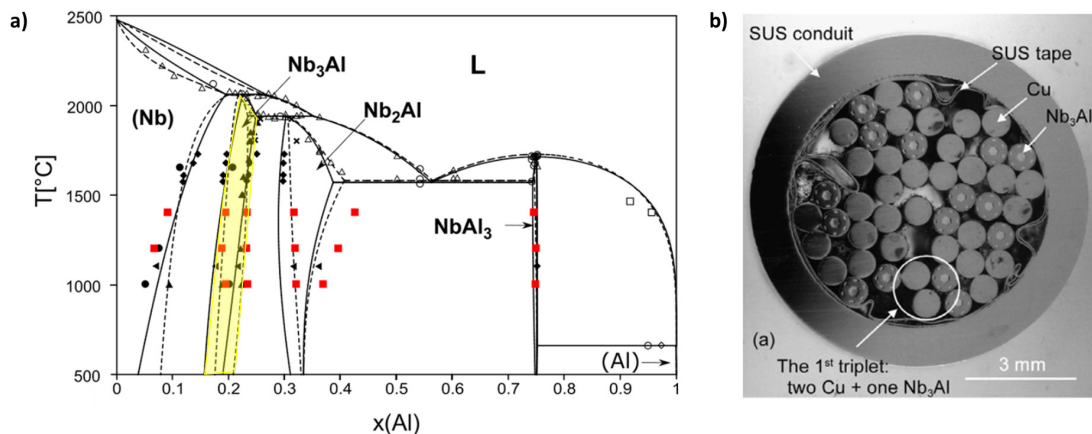 a)
2500
2000
1500
1000
500
T[°C]
0
0.1
0.2
0.3
0.4
0.5
0.6
0.7
0.8
0.9
1
x(Al)
(Nb)
Nb₃Al
Nb₂Al
L
NbAl₃
(Al)
b)
SUS conduit
SUS tape
Cu
Nb₃Al
(a)
The 1st triplet:
two Cu + one Nb₃Al
3 mm